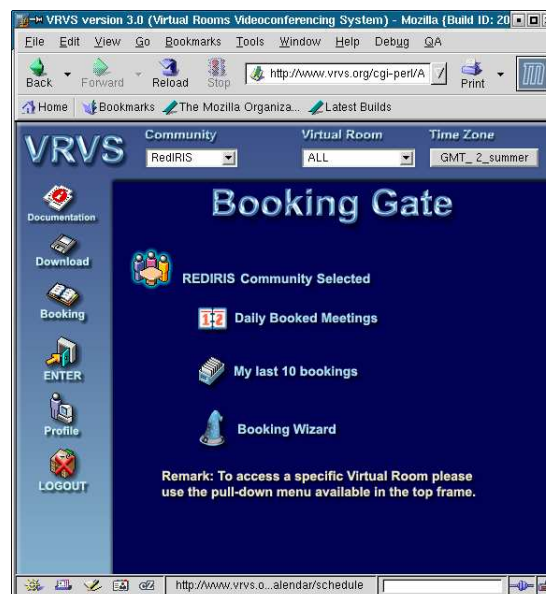 VRVS version 3.0 (Virtual Rooms Videoconferencing System) - Mozilla {Build ID: 20
File Edit View Go Bookmarks Tools Window Help Debug QA
Back Forward Reload Stop http://www.vrvs.org/cgi-perl/A Print
Home Bookmarks The Mozilla Organiza... Latest Builds
VRVS
Community Virtual Room Time Zone
RedIRIS ALL GMT_ 2_summer
Booking Gate
Documentation
Download
Booking
ENTER
Profile
LOGOUT
REDIRIS Community Selected
Daily Booked Meetings
My last 10 bookings
Booking Wizard
Remark: To access a specific Virtual Room please
use the pull-down menu available in the top frame.
http://www.vrvs.o...alendar/schedule